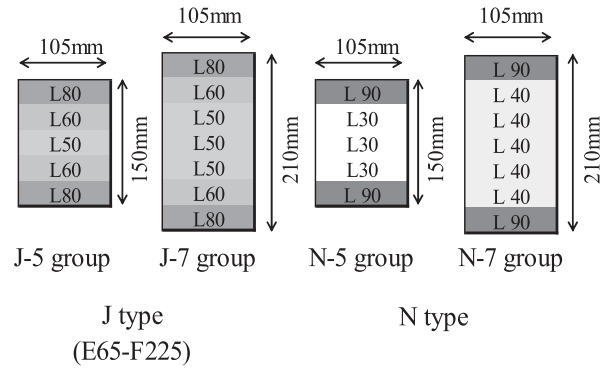 105mm
L80
L60
L50
L60
L80
150mm
J-5 group
105mm
L80
L60
L50
L50
L50
L60
L80
210mm
J-7 group
105mm
L 90
L30
L30
L30
L 90
150mm
N-5 group
105mm
L 90
L 40
L 40
L 40
L 40
L 40
L 90
210mm
N-7 group
J type
(E65-F225)
N type